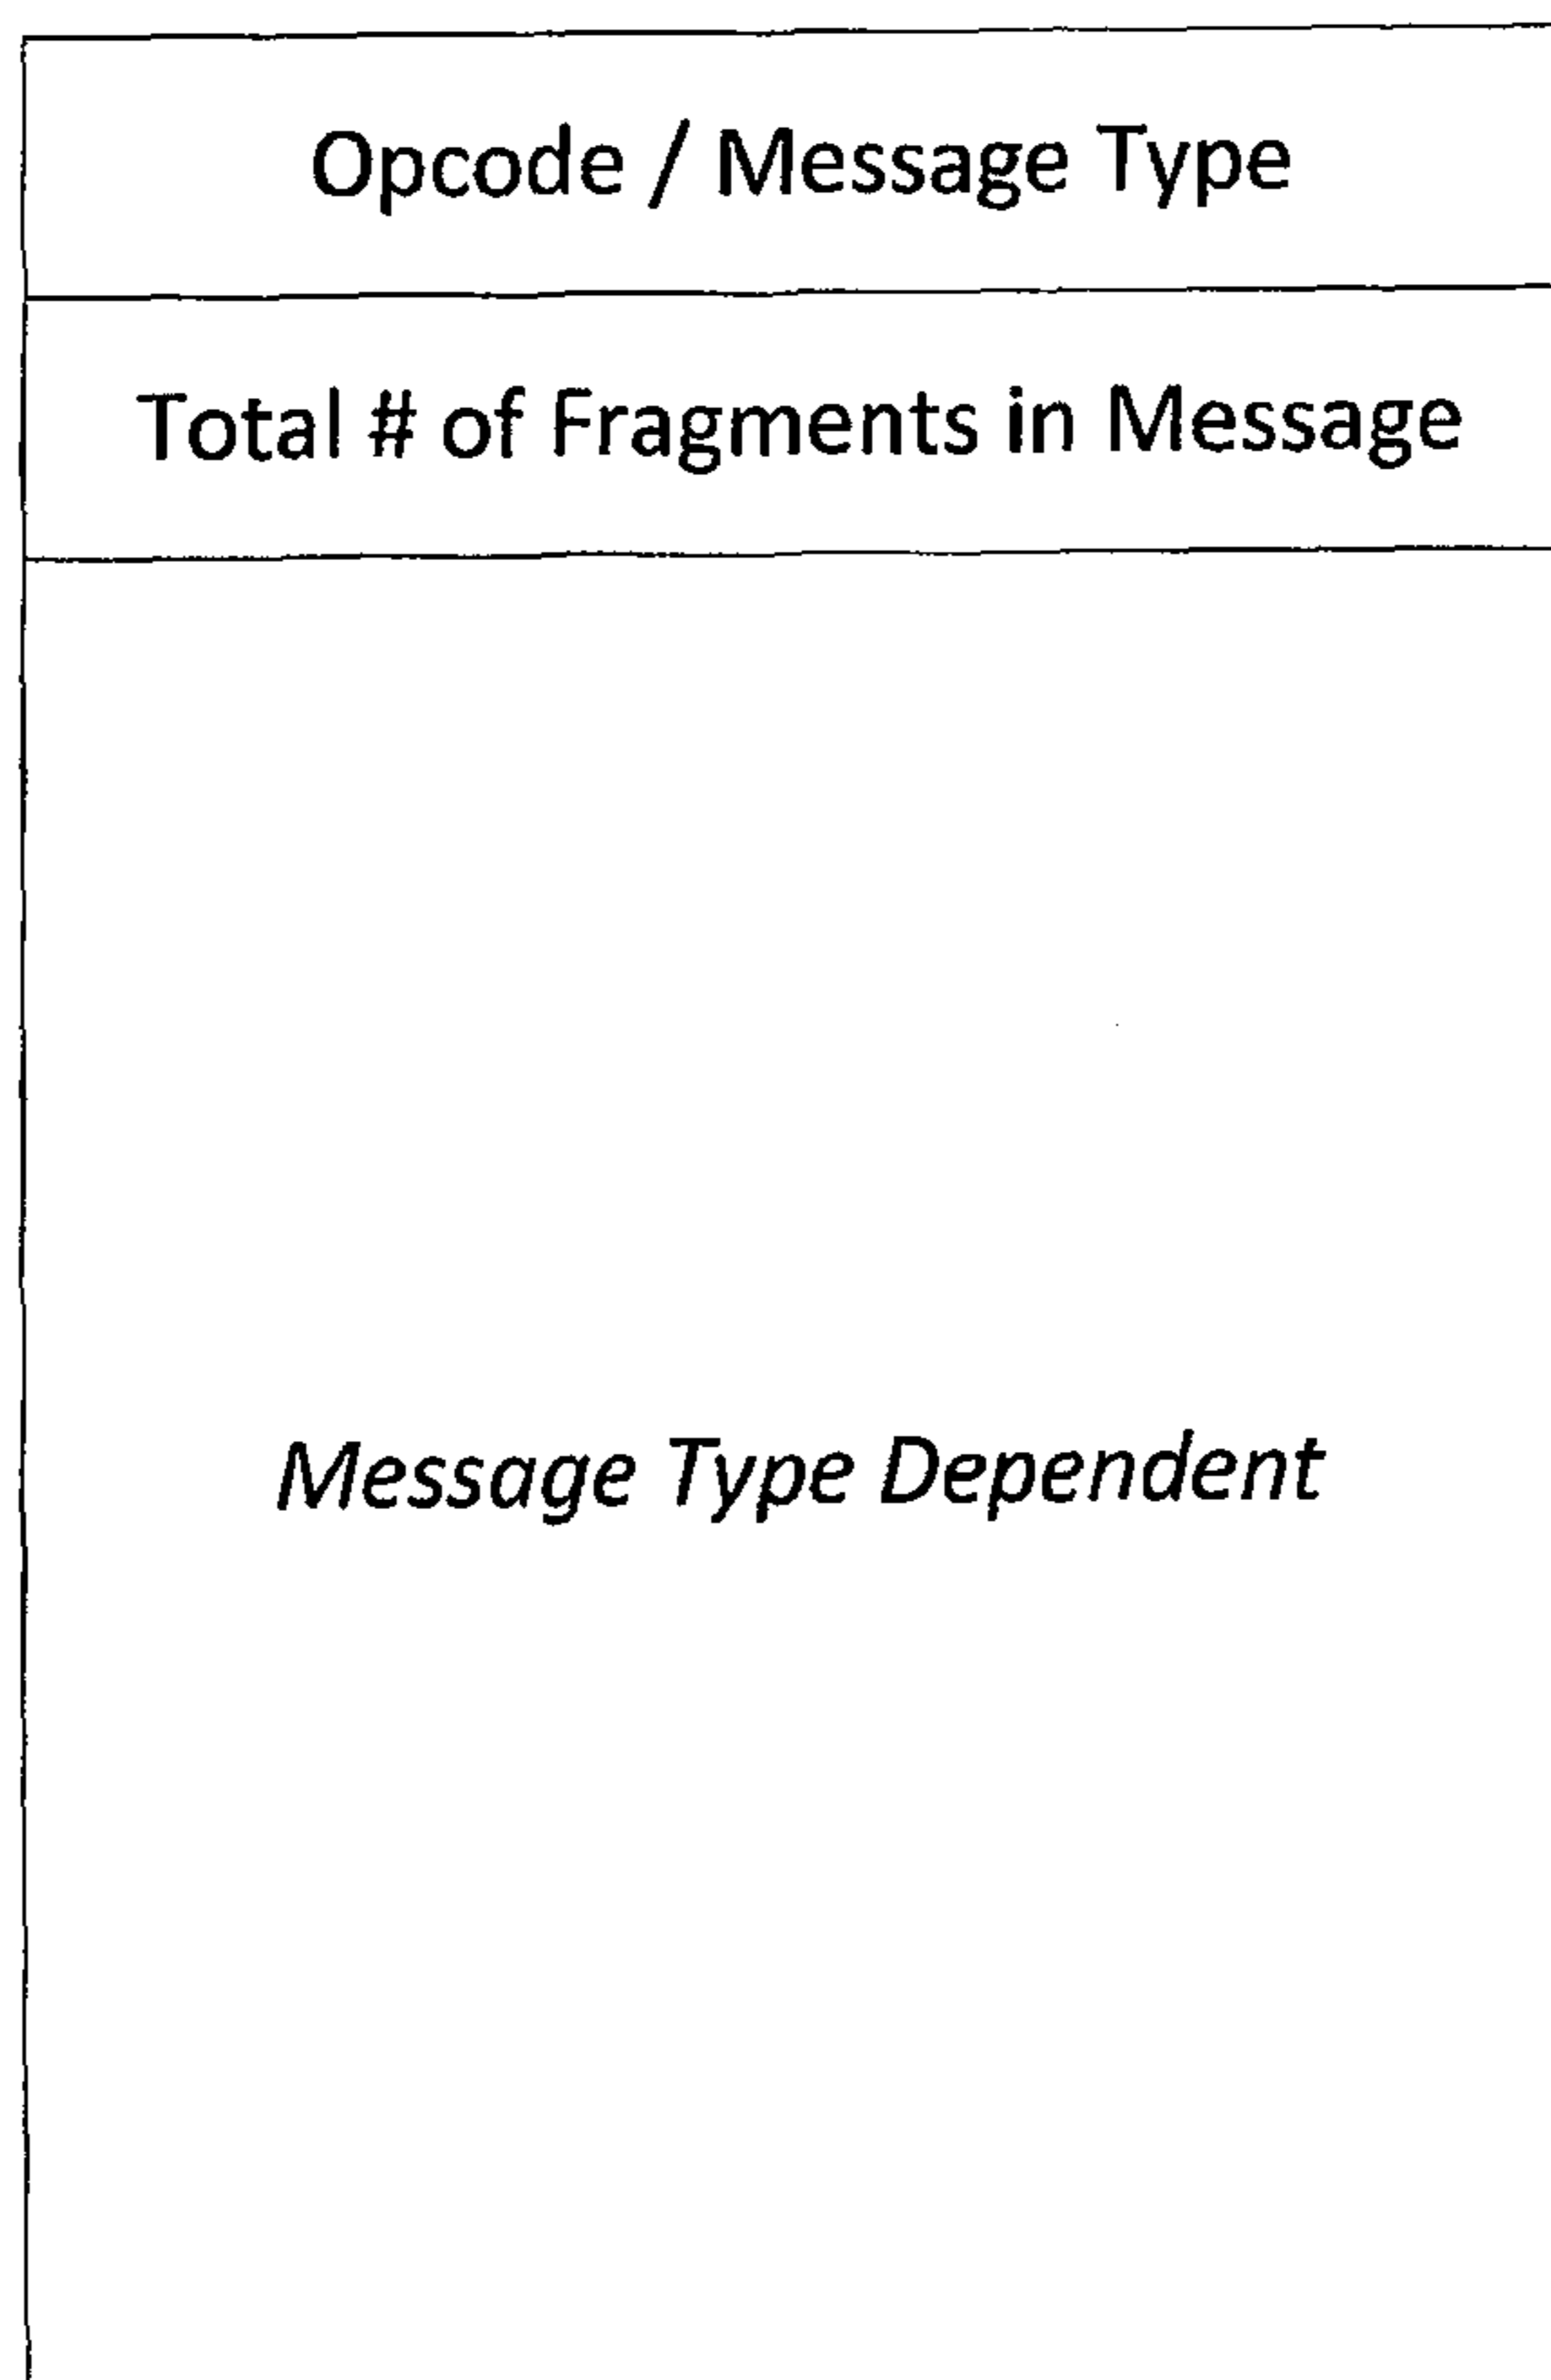 Opcode / Message Type
Total # of Fragments in Message
Message Type Dependent